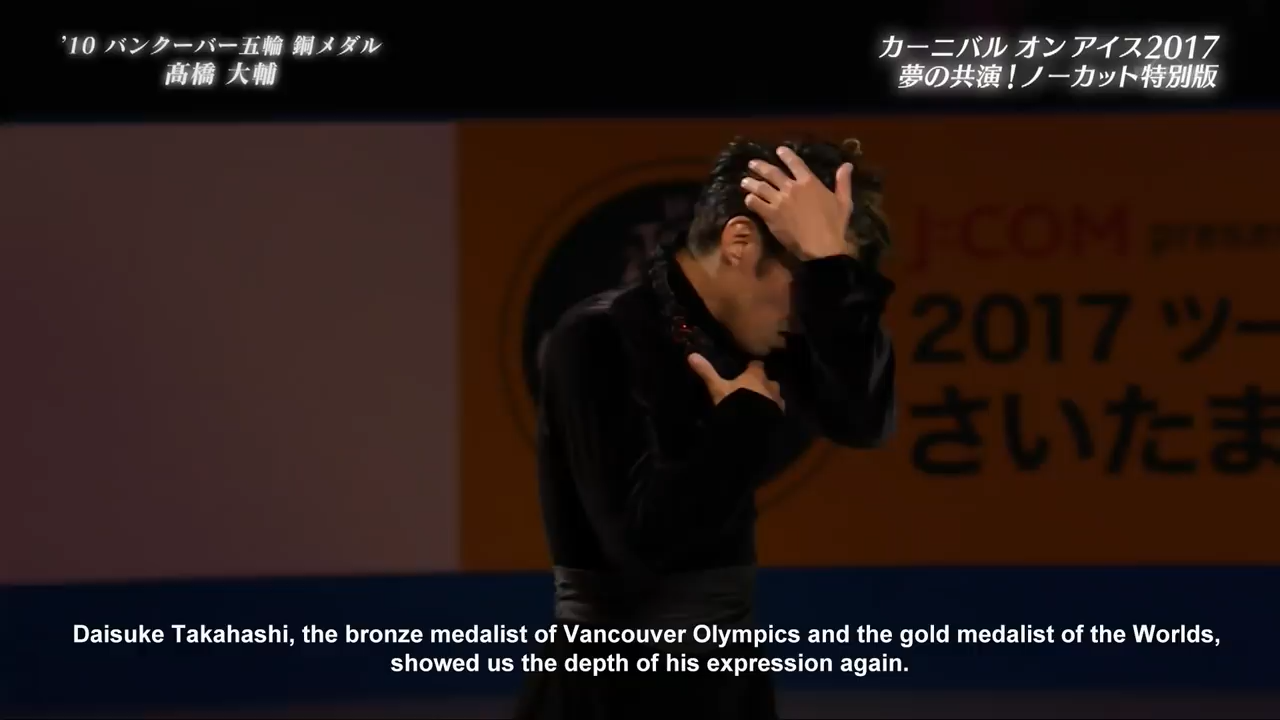 '10 バンクーバー五輪 銅メダル
髙橋 大輔
カーニバル オン アイス2017
夢の共演!ノーカット特別版
J:COM presen
2017 ツー
さいたま
Daisuke Takahashi, the bronze medalist of Vancouver Olympics and the gold medalist of the Worlds,
showed us the depth of his expression again.